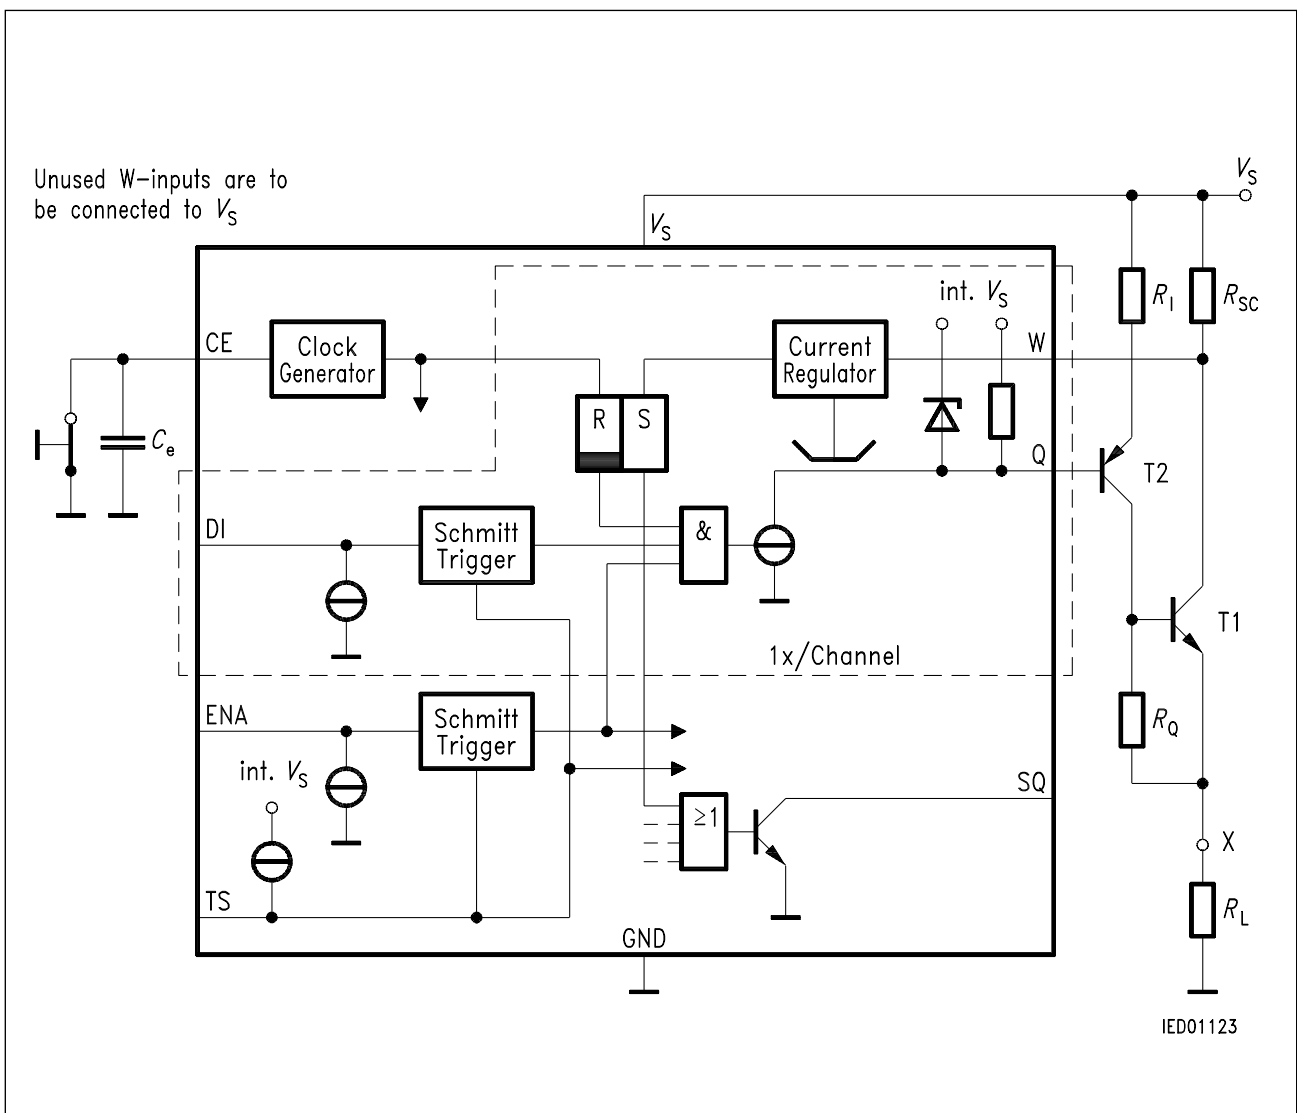 Unused W-inputs are to
be connected to VS
VS
VS
int. VS
RI
RSC
CE
Clock
Generator
Current
Regulator
W
R
S
Ce
Q
T2
DI
Schmitt
Trigger
&
T1
1x/Channel
ENA
Schmitt
Trigger
RQ
int. VS
SQ
≥1
X
TS
RL
GND
IED01123